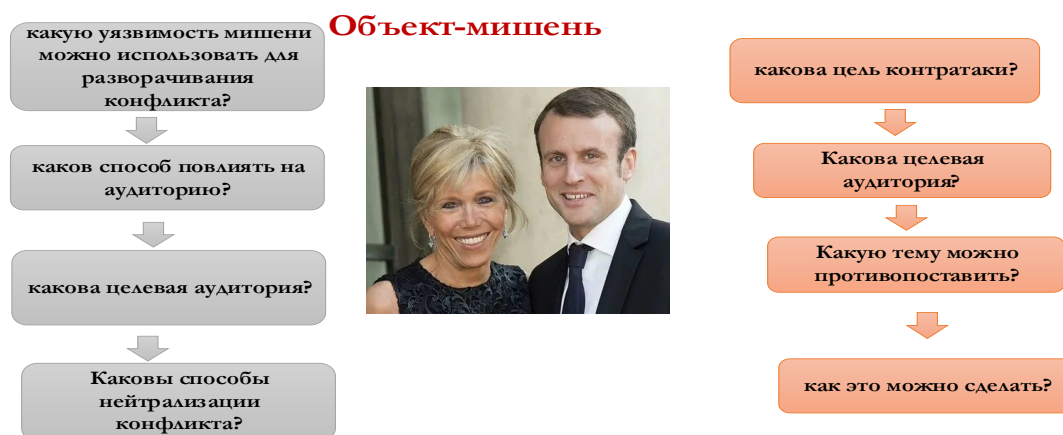 Объект-мишень
какую уязвимость мишени
можно использовать для
разворачивания
конфликта?
каков способ повлиять на
аудиторию?
какова целевая аудитория?
Каковы способы
нейтрализации
конфликта?
какова цель контратаки?
Какова целевая
аудитория?
Какую тему можно
противопоставить?
как это можно сделать?